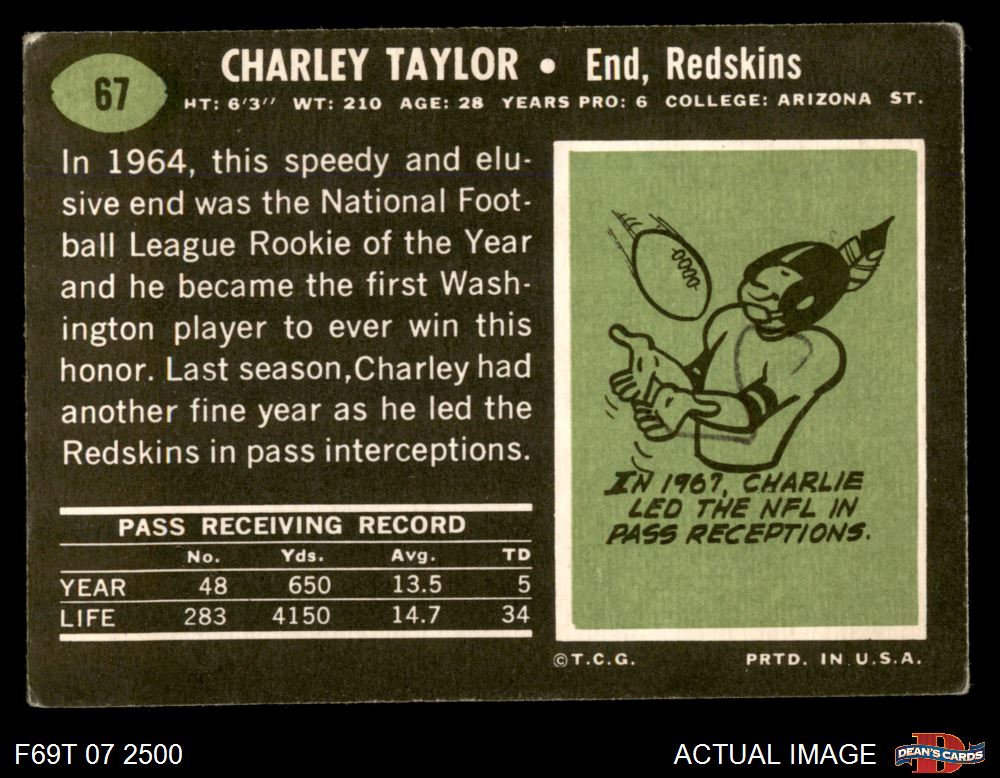 67
CHARLEY TAYLOR • End, Redskins
HT: 6'3" WT: 210 AGE: 28 YEARS PRO: 6 COLLEGE: ARIZONA ST.
In 1964, this speedy and elu-
sive end was the National Foot-
ball League Rookie of the Year
and he became the first Wash-
ington player to ever win this
honor. Last season,Charley had
another fine year as he led the
Redskins in pass interceptions.
PASS RECEIVING RECORD
No. Yds. Avg. TD
YEAR 48 650 13.5 5
LIFE 283 4150 14.7 34
IN 1967, CHARLIE
LED THE NFL IN
PASS RECEPTIONS.
©T.C.G. PRTD. IN U.S.A.
F69T 07 2500
ACTUAL IMAGE
D
DEAN'S CARDS